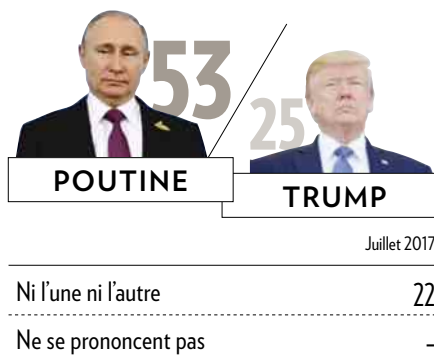 53
25
POUTINE
TRUMP
Juillet 2017
Ni l’une ni l’autre 22
Ne se prononcent pas –